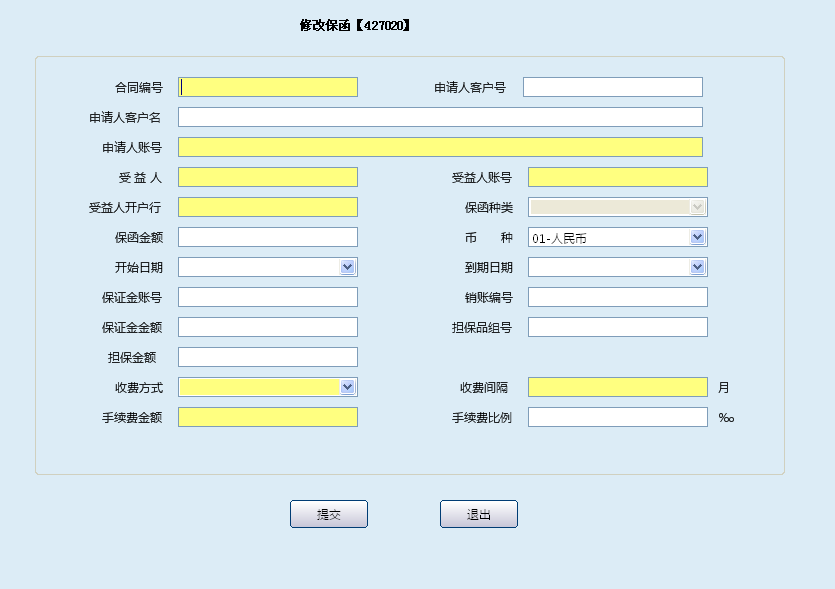 修改保函【427020】
合同编号 申请人客户号
申请人客户名
申请人账号
受 益 人 受益人账号
受益人开户行 保函种类
保函金额 币 种 01-人民币
开始日期 到期日期
保证金账号 销账编号
保证金金额 担保品组号
担保金额
收费方式 收费间隔 月
手续费金额 手续费比例 ‰
提交 退出